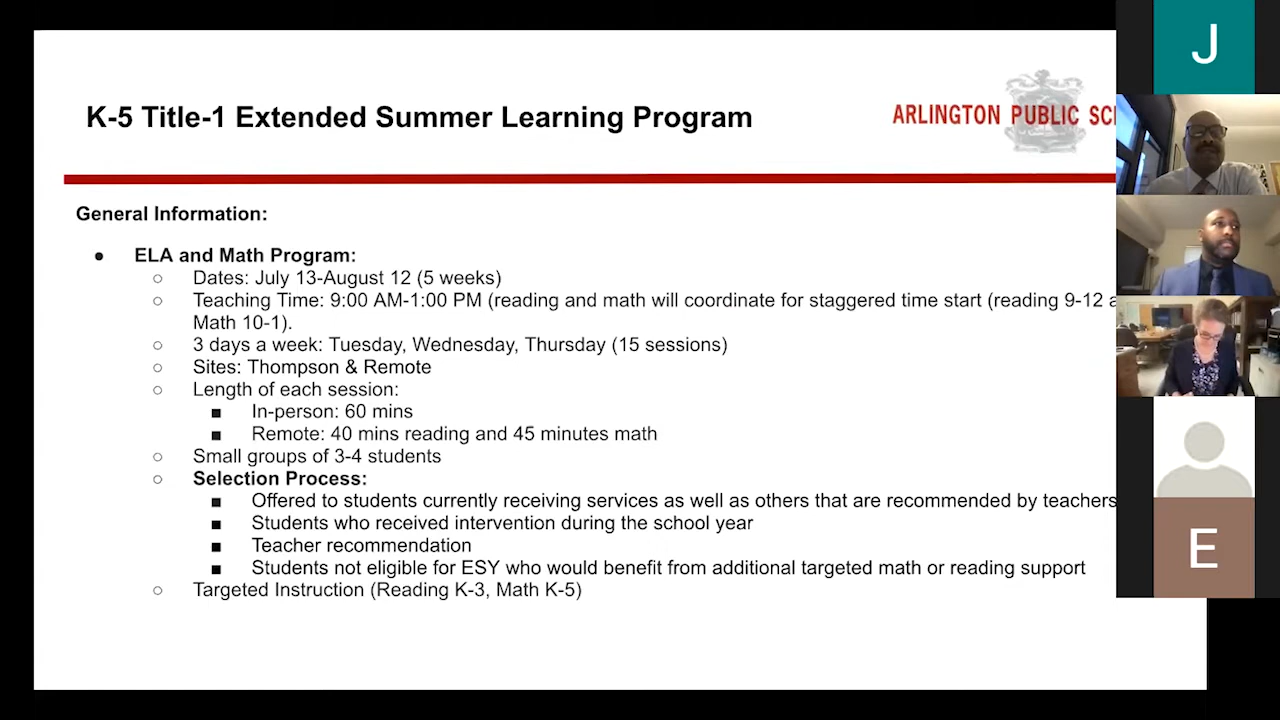 K-5 Title-1 Extended Summer Learning Program
ARLINGTON PUBLIC
General Information:
● ELA and Math Program:
○ Dates: July 13-August 12 (5 weeks)
○ Teaching Time: 9:00 AM-1:00 PM (reading and math will coordinate for staggered time start (reading 9-12
Math 10-1).
○ 3 days a week: Tuesday, Wednesday, Thursday (15 sessions)
○ Sites: Thompson & Remote
○ Length of each session:
■ In-person: 60 mins
■ Remote: 40 mins reading and 45 minutes math
○ Small groups of 3-4 students
○ Selection Process:
■ Offered to students currently receiving services as well as others that are recommended by teachers
■ Students who received intervention during the school year
■ Teacher recommendation
■ Students not eligible for ESY who would benefit from additional targeted math or reading support
○ Targeted Instruction (Reading K-3, Math K-5)
J
E